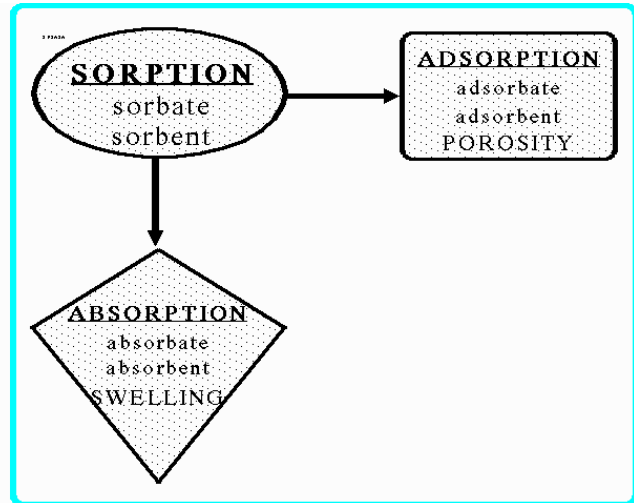 SORPTION
sorbate
sorbent
ADSORPTION
adsorbate
adsorbent
POROSITY
ABSORPTION
absorbate
absorbent
SWELLING